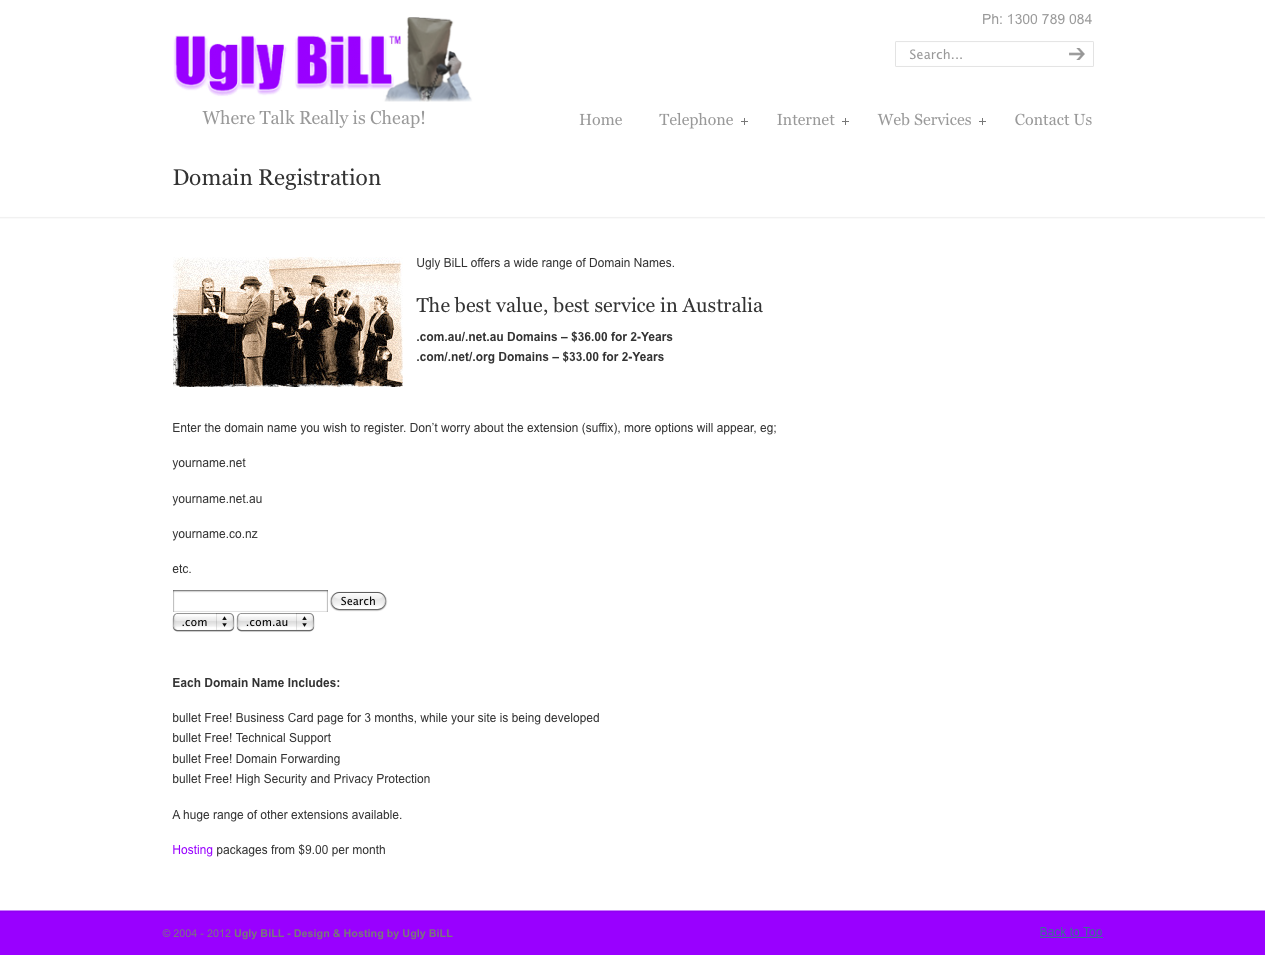 Ph: 1300 789 084
Ugly BiLL™
Search...
Where Talk Really is Cheap!
Home Telephone + Internet + Web Services + Contact Us
Domain Registration
Ugly BiLL offers a wide range of Domain Names.
The best value, best service in Australia
.com.au/.net.au Domains – $36.00 for 2-Years
.com/.net/.org Domains – $33.00 for 2-Years
Enter the domain name you wish to register. Don’t worry about the extension (suffix), more options will appear, eg;
yourname.net
yourname.net.au
yourname.co.nz
etc.
Search
.com .com.au
Each Domain Name Includes:
bullet Free! Business Card page for 3 months, while your site is being developed
bullet Free! Technical Support
bullet Free! Domain Forwarding
bullet Free! High Security and Privacy Protection
A huge range of other extensions available.
Hosting packages from $9.00 per month
© 2004 - 2012 Ugly BiLL - Design & Hosting by Ugly BiLL
Back to Top